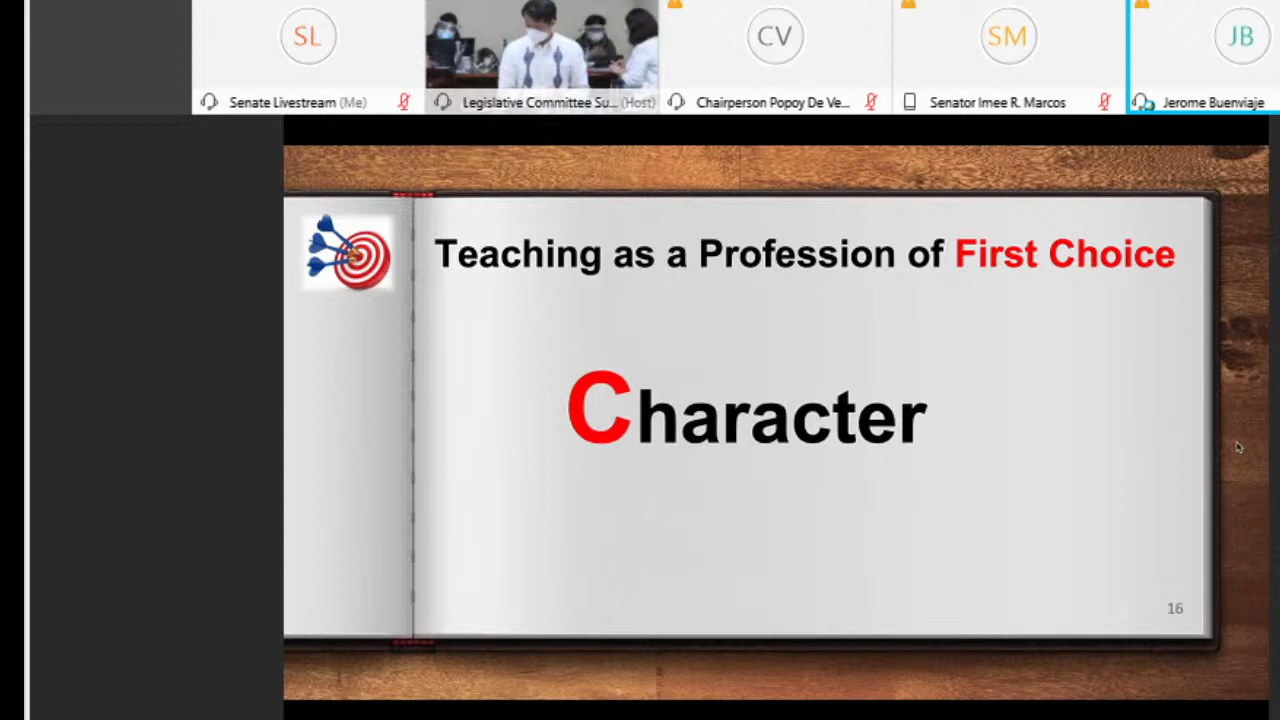 SL
CV
SM
JB
Senate Livestream (Me)
Legislative Committee Su... (Host)
Chairperson Popoy De Ve...
Senator Imee R. Marcos
Jerome Buenviaje
Teaching as a Profession of First Choice
Character
16